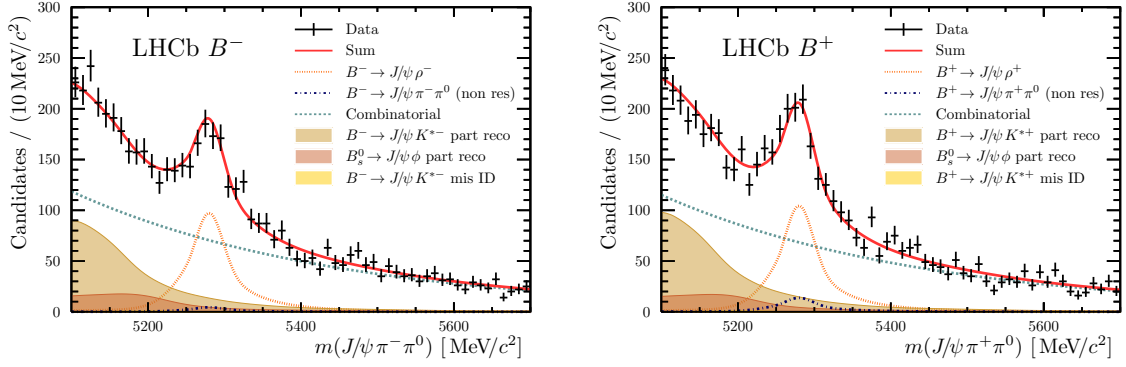 LHCb B⁻
Data
Sum
B⁻ → J/ψ ρ⁻
B⁻ → J/ψ π⁻π⁰ (non res)
Combinatorial
B⁻ → J/ψ K*⁻ part reco
B⁰ₛ → J/ψ ϕ part reco
B⁻ → J/ψ K*⁻ mis ID
Candidates / (10 MeV/c²)
300
250
200
150
100
50
0
5200 5400 5600
m(J/ψ π⁻π⁰) [MeV/c²]
LHCb B⁺
Data
Sum
B⁺ → J/ψ ρ⁺
B⁺ → J/ψ π⁺π⁰ (non res)
Combinatorial
B⁺ → J/ψ K*⁺ part reco
B⁰ₛ → J/ψ ϕ part reco
B⁺ → J/ψ K*⁺ mis ID
Candidates / (10 MeV/c²)
300
250
200
150
100
50
0
5200 5400 5600
m(J/ψ π⁺π⁰) [MeV/c²]